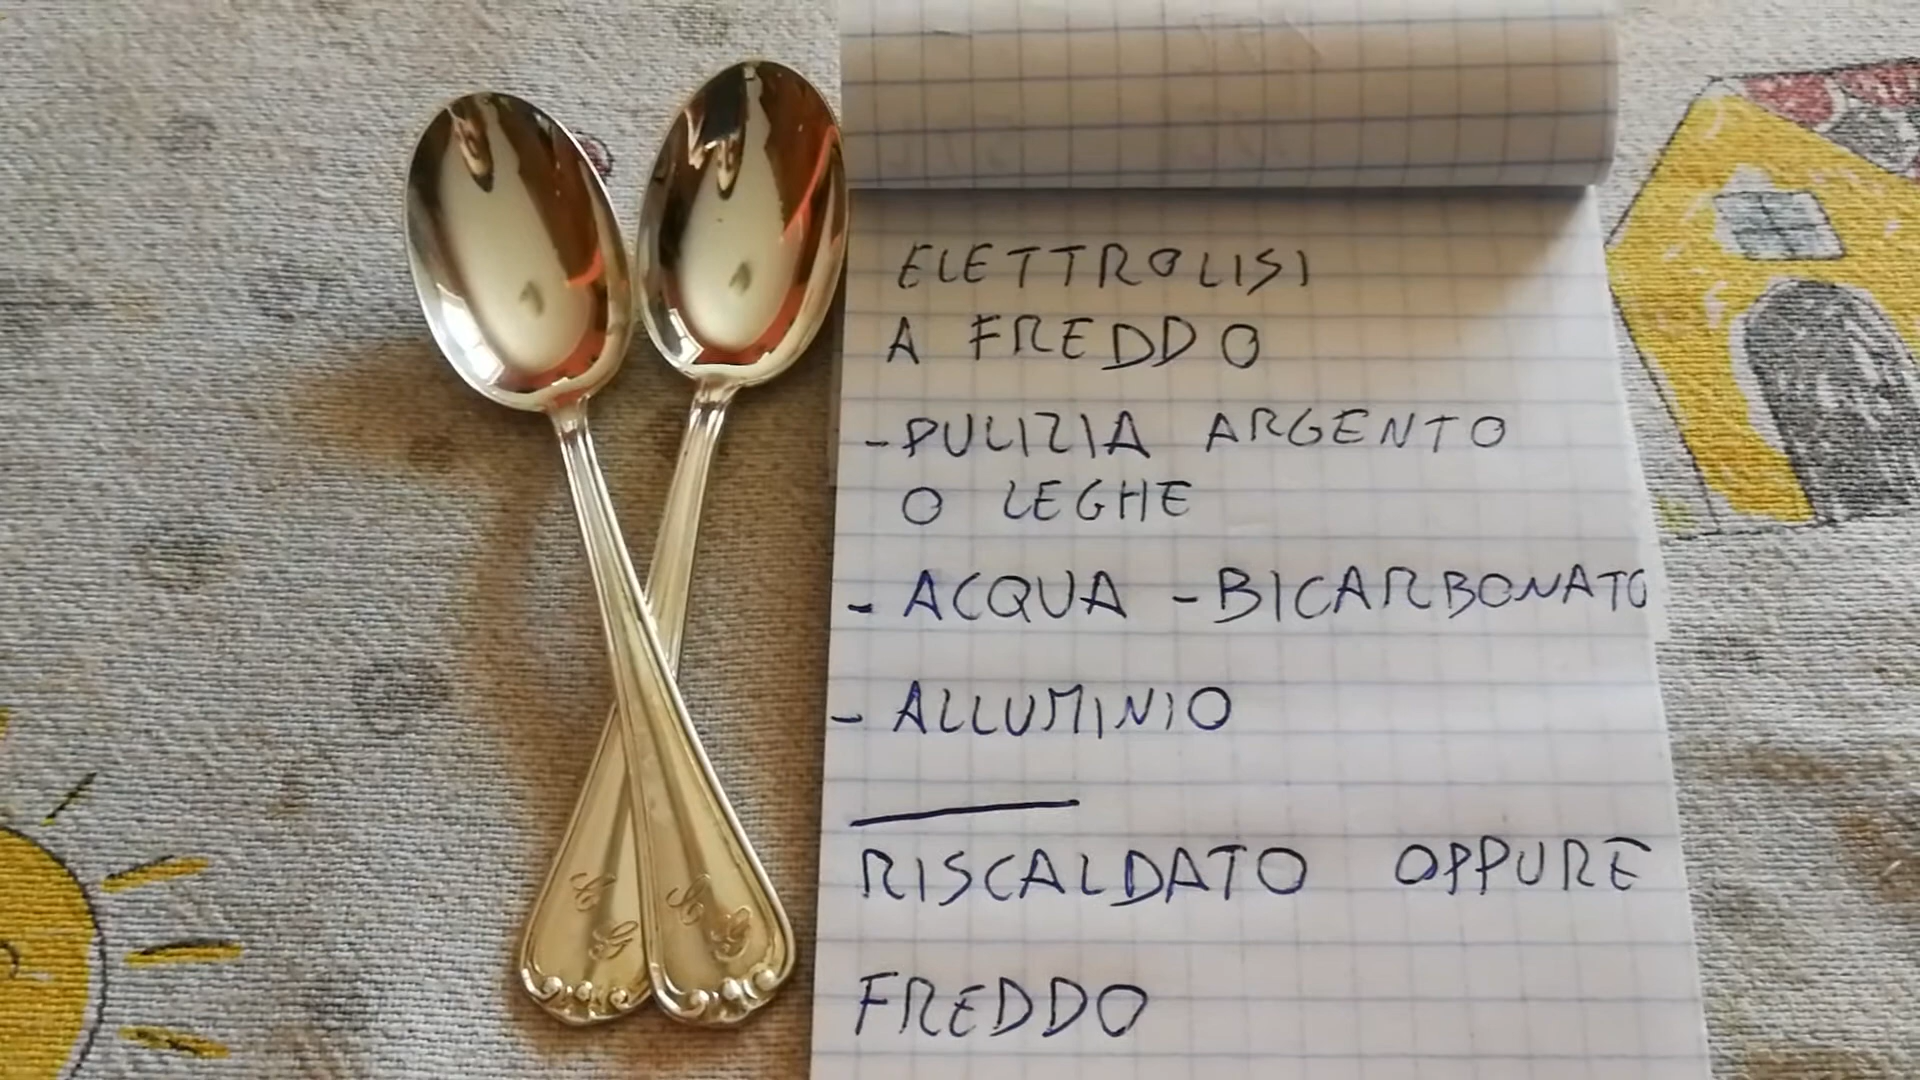 ELETTROLISI
A FREDDO
- PULIZIA ARGENTO
O LEGHE
- ACQUA - BICARBONATO
- ALLUMINIO
RISCALDATO OPPURE
FREDDO
C G
C G